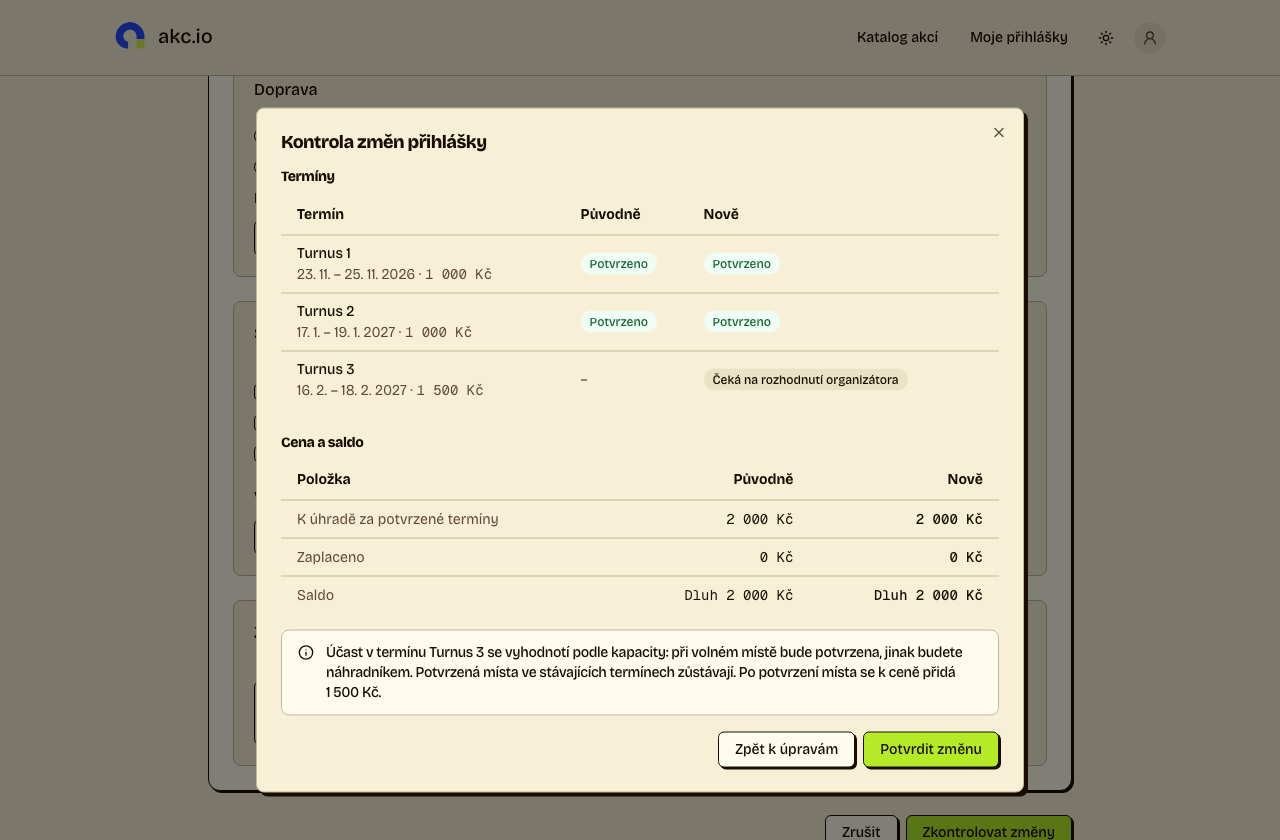 akc.io
Katalog akcí
Moje přihlášky
Doprava
Kontrola změn přihlášky
Termíny
Termín Původně Nově
Turnus 1
23. 11. – 25. 11. 2026 · 1 000 Kč
Potvrzeno Potvrzeno
Turnus 2
17. 1. – 19. 1. 2027 · 1 000 Kč
Potvrzeno Potvrzeno
Turnus 3
16. 2. – 18. 2. 2027 · 1 500 Kč
– Čeká na rozhodnutí organizátora
Cena a saldo
Položka Původně Nově
K úhradě za potvrzené termíny 2 000 Kč 2 000 Kč
Zaplaceno 0 Kč 0 Kč
Saldo Dluh 2 000 Kč Dluh 2 000 Kč
Účast v termínu Turnus 3 se vyhodnotí podle kapacity: při volném místě bude potvrzena, jinak budete
náhradníkem. Potvrzená místa ve stávajících termínech zůstávají. Po potvrzení místa se k ceně přidá
1 500 Kč.
Zpět k úpravám
Potvrdit změnu
Zrušit
Zkontrolovat změny